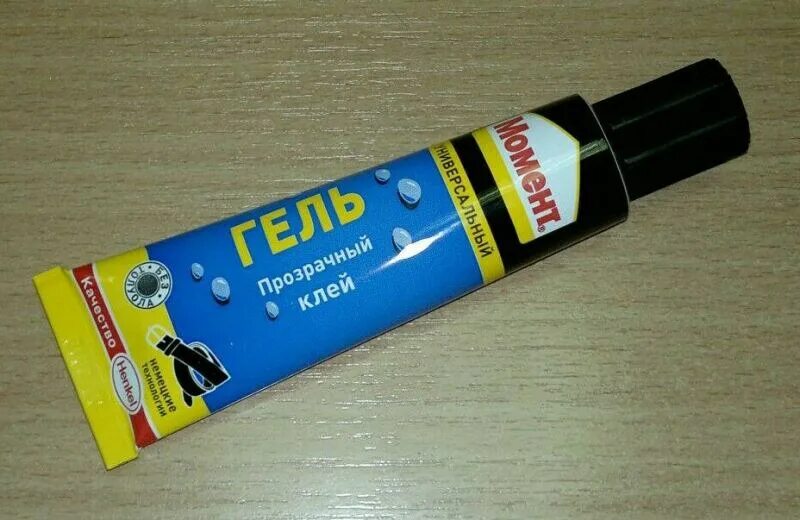 Момент®
УНИВЕРСАЛЬНЫЙ
ГЕЛЬ
Прозрачный
клей
БЕЗ
ТОЛУОЛА
немецкие
технологии
Качество
Henkel